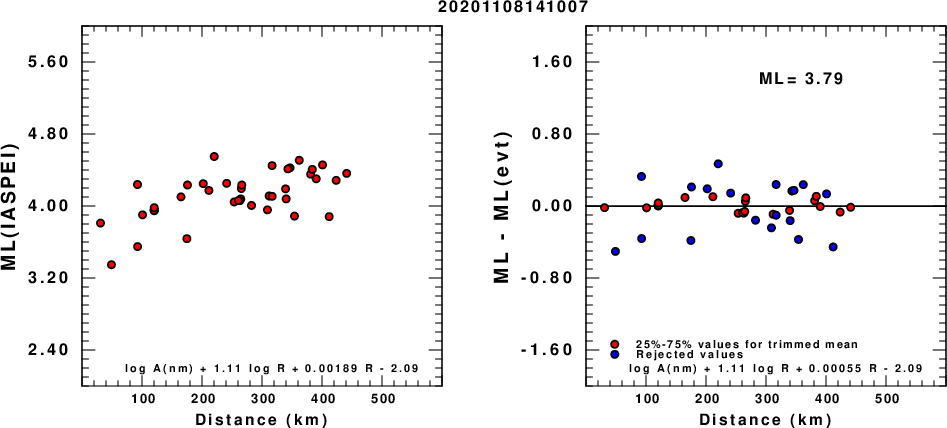 20201108141007
5.60
4.80
4.00
3.20
2.40
ML(IASPEI)
log A(nm) + 1.11 log R + 0.00189 R - 2.09
100 200 300 400 500
Distance (km)
1.60
0.80
0.00
-0.80
-1.60
ML - ML(evt)
ML= 3.79
25%-75% values for trimmed mean
Rejected values
log A(nm) + 1.11 log R + 0.00055 R - 2.09
100 200 300 400 500
Distance (km)